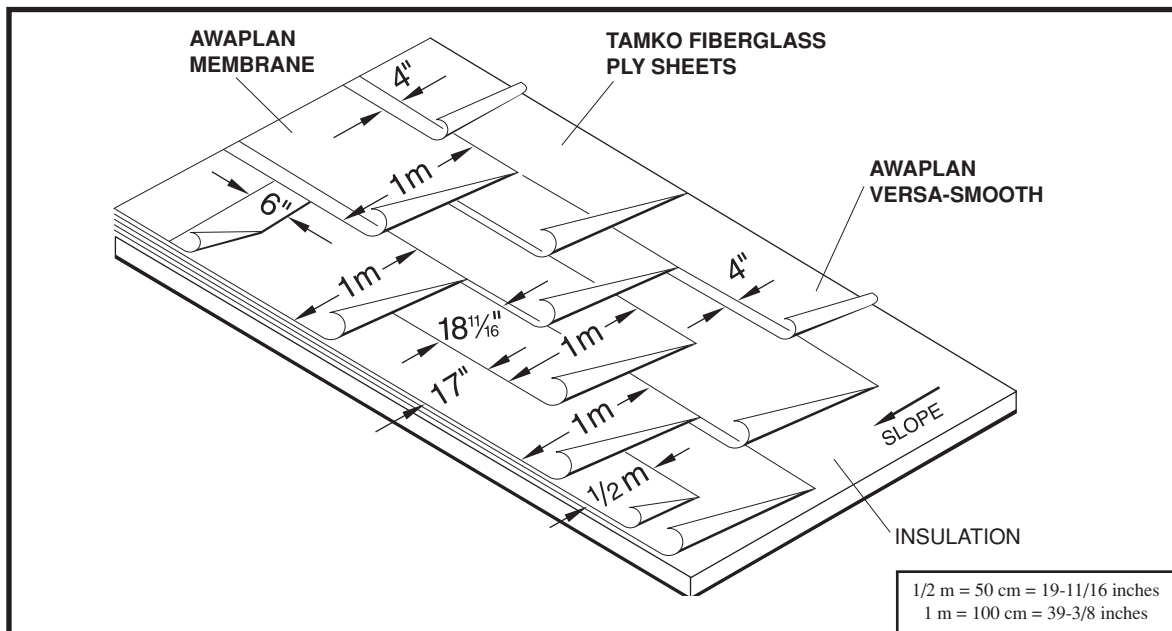 AWAPLAN
MEMBRANE
TAMKO FIBERGLASS
PLY SHEETS
4"
AWAPLAN
VERSA-SMOOTH
1m
6"
4"
1m
18 11/16"
1m
17"
1m
SLOPE
1/2 m
INSULATION
1/2 m = 50 cm = 19-11/16 inches
1 m = 100 cm = 39-3/8 inches